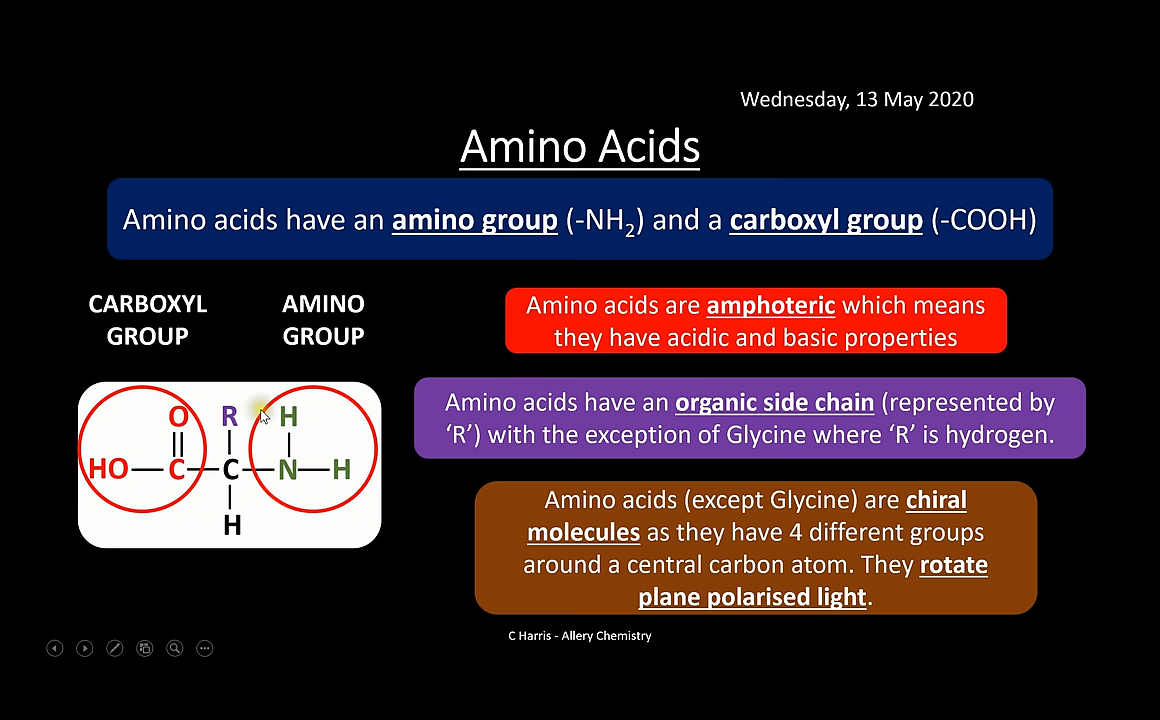 Wednesday, 13 May 2020
Amino Acids
Amino acids have an amino group (-NH₂) and a carboxyl group (-COOH)
CARBOXYL
GROUP
AMINO
GROUP
Amino acids are amphoteric which means
they have acidic and basic properties
O R H
HO C C N H
H
Amino acids have an organic side chain (represented by
‘R’) with the exception of Glycine where ‘R’ is hydrogen.
Amino acids (except Glycine) are chiral
molecules as they have 4 different groups
around a central carbon atom. They rotate
plane polarised light.
C Harris - Allery Chemistry